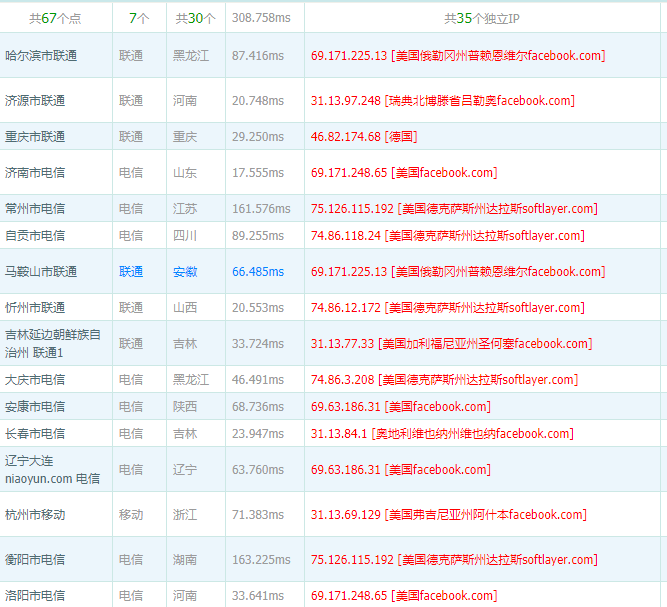 共67个点 7个 共30个 308.758ms 共35个独立IP
哈尔滨市联通 联通 黑龙江 87.416ms 69.171.225.13 [美国俄勒冈州普赖恩维尔facebook.com]
济源市联通 联通 河南 20.748ms 31.13.97.248 [瑞典北博滕省吕勒奥facebook.com]
重庆市联通 联通 重庆 29.250ms 46.82.174.68 [德国]
济南市电信 电信 山东 17.555ms 69.171.248.65 [美国facebook.com]
常州市电信 电信 江苏 161.576ms 75.126.115.192 [美国德克萨斯州达拉斯softlayer.com]
自贡市电信 电信 四川 89.255ms 74.86.118.24 [美国德克萨斯州达拉斯softlayer.com]
马鞍山市联通 联通 安徽 66.485ms 69.171.225.13 [美国俄勒冈州普赖恩维尔facebook.com]
忻州市联通 联通 山西 20.553ms 74.86.12.172 [美国德克萨斯州达拉斯softlayer.com]
吉林延边朝鲜族自
治州 联通1 联通 吉林 33.724ms 31.13.77.33 [美国加利福尼亚州圣何塞facebook.com]
大庆市电信 电信 黑龙江 46.491ms 74.86.3.208 [美国德克萨斯州达拉斯softlayer.com]
安康市电信 电信 陕西 68.736ms 69.63.186.31 [美国facebook.com]
长春市电信 电信 吉林 23.947ms 31.13.84.1 [奥地利维也纳州维也纳facebook.com]
辽宁大连
niaoyun.com 电信 电信 辽宁 63.760ms 69.63.186.31 [美国facebook.com]
杭州市移动 移动 浙江 71.383ms 31.13.69.129 [美国弗吉尼亚州阿什本facebook.com]
衡阳市电信 电信 湖南 163.225ms 75.126.115.192 [美国德克萨斯州达拉斯softlayer.com]
洛阳市电信 电信 河南 33.641ms 69.171.248.65 [美国facebook.com]